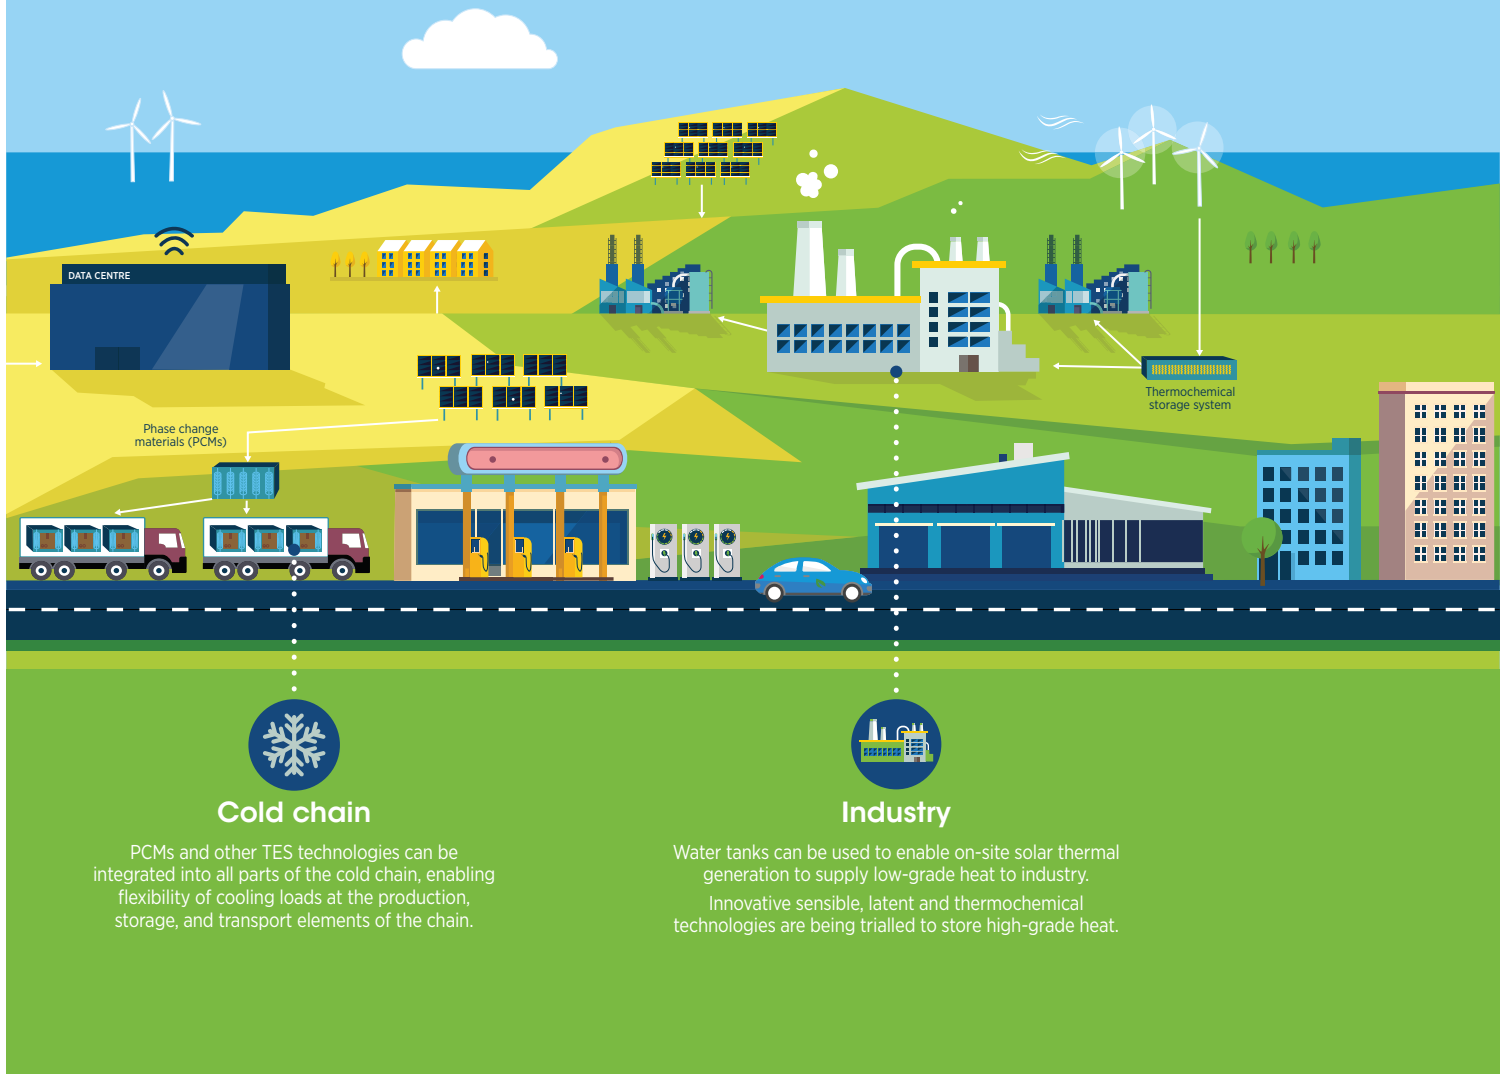 DATA CENTRE
Thermochemical
storage system
Phase change
materials (PCMs)
Cold chain
PCMs and other TES technologies can be
integrated into all parts of the cold chain, enabling
flexibility of cooling loads at the production,
storage, and transport elements of the chain.
Industry
Water tanks can be used to enable on-site solar thermal
generation to supply low-grade heat to industry.
Innovative sensible, latent and thermochemical
technologies are being trialled to store high-grade heat.